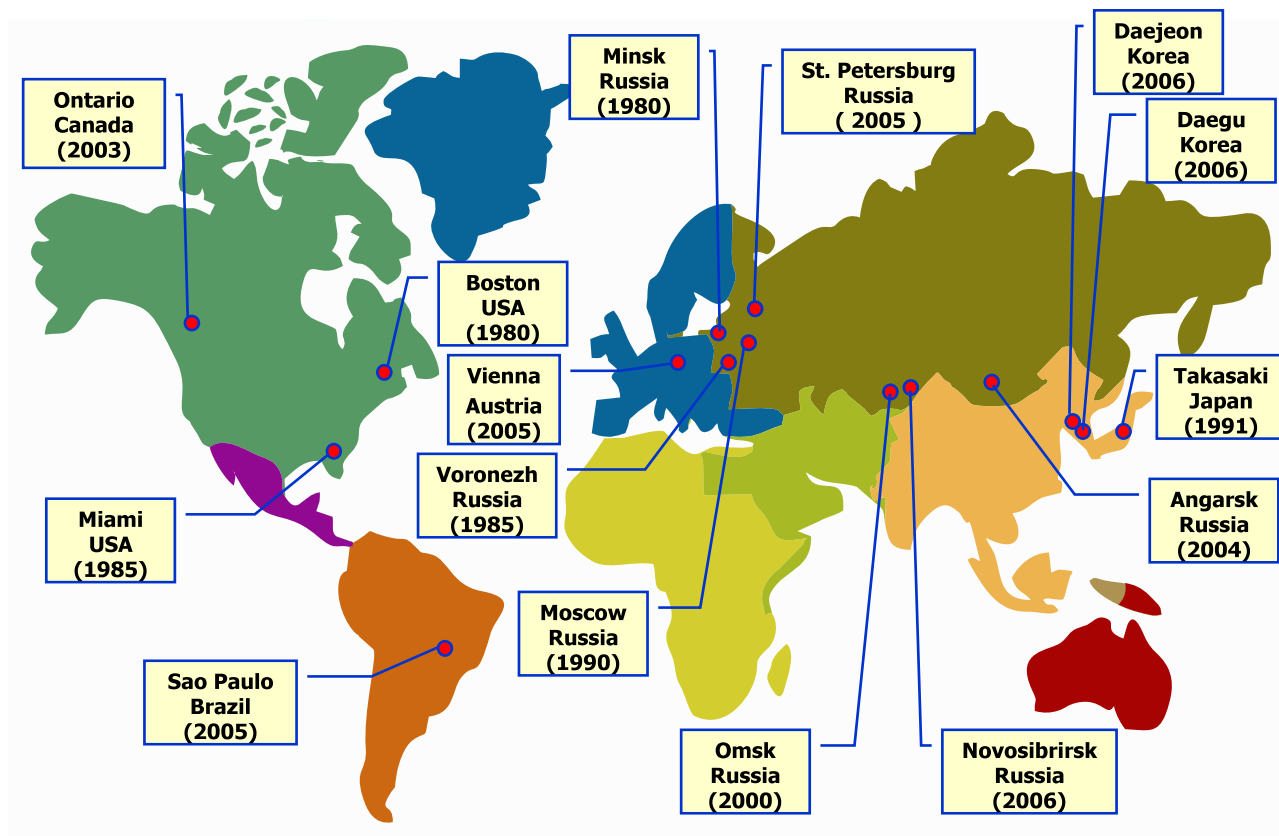 Ontario
Canada
(2003)
Minsk
Russia
(1980)
St. Petersburg
Russia
( 2005 )
Daejeon
Korea
(2006)
Daegu
Korea
(2006)
Boston
USA
(1980)
Vienna
Austria
(2005)
Takasaki
Japan
(1991)
Voronezh
Russia
(1985)
Angarsk
Russia
(2004)
Miami
USA
(1985)
Moscow
Russia
(1990)
Sao Paulo
Brazil
(2005)
Omsk
Russia
(2000)
Novosibrirsk
Russia
(2006)